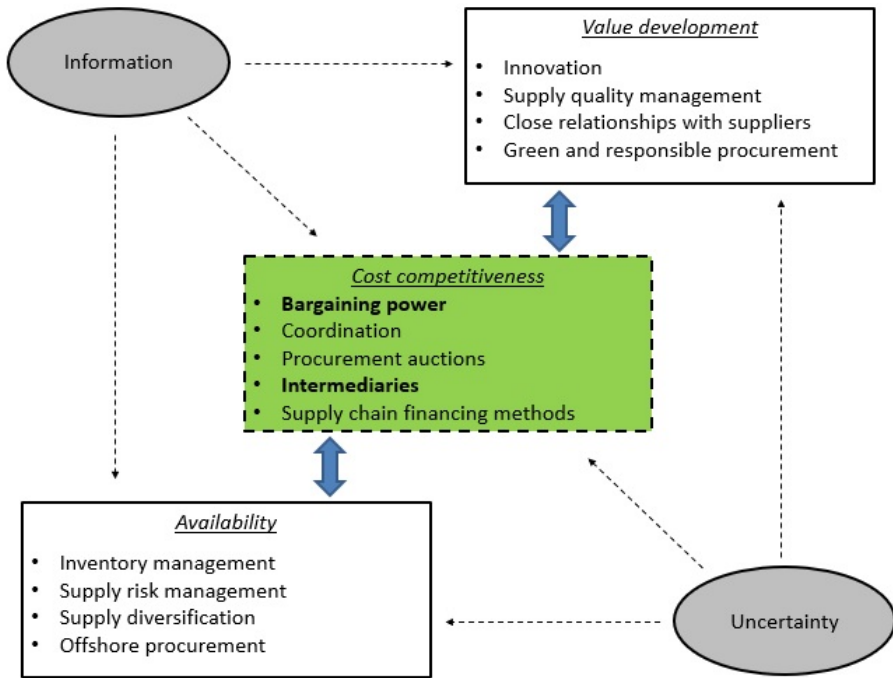 Information
Value development
• Innovation
• Supply quality management
• Close relationships with suppliers
• Green and responsible procurement
Cost competitiveness
• Bargaining power
• Coordination
• Procurement auctions
• Intermediaries
• Supply chain financing methods
Availability
• Inventory management
• Supply risk management
• Supply diversification
• Offshore procurement
Uncertainty